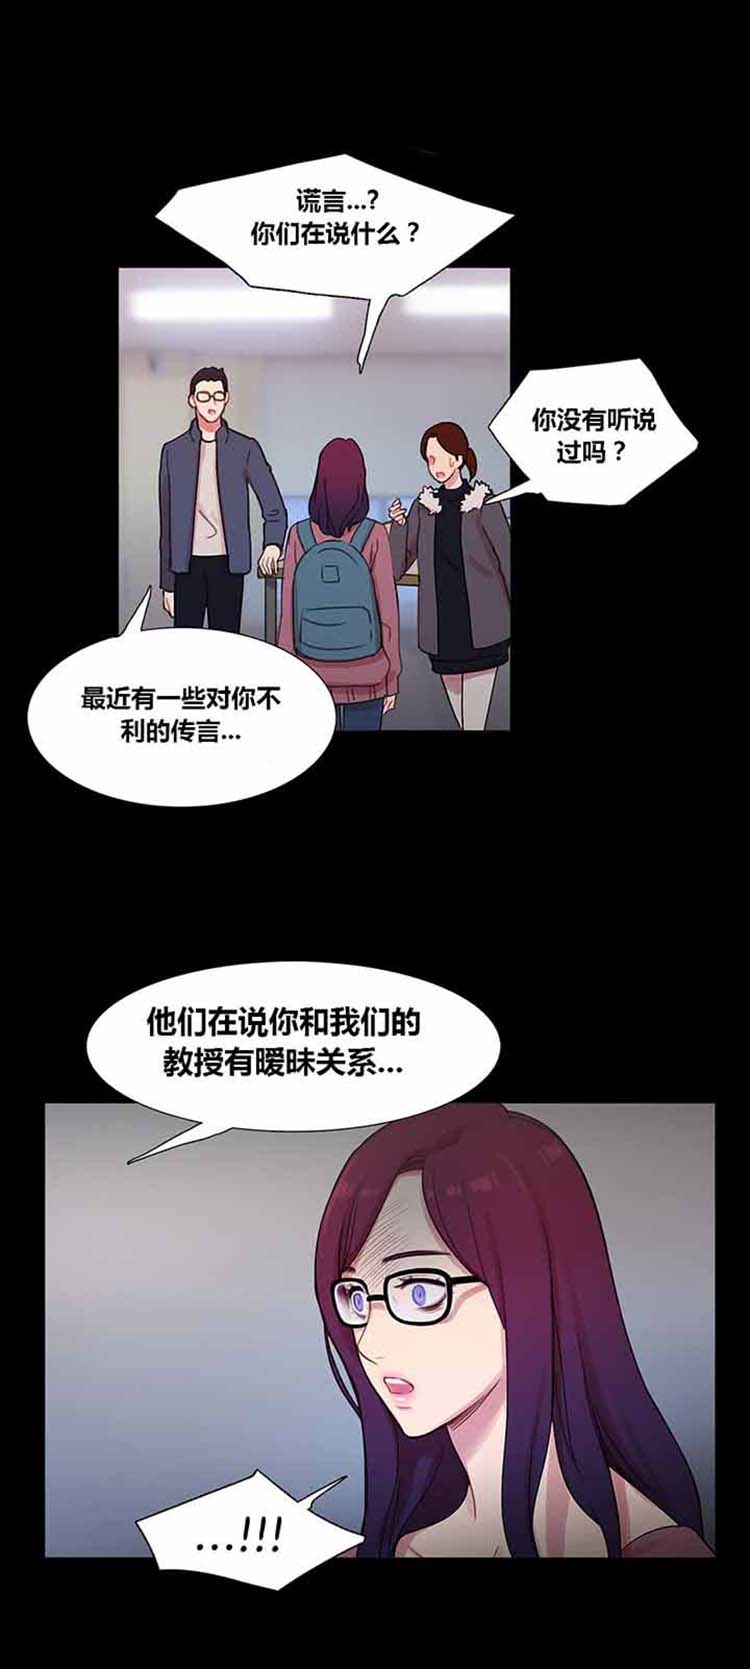 谎言...?
你们在说什么？
你没有听说
过吗？
最近有一些对你不
利的传言...
他们在说你和我们的
教授有暧昧关系...
...!!!